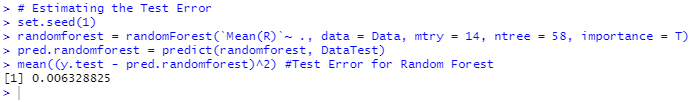 > # Estimating the Test Error
> set.seed(1)
> randomforest = randomForest(`Mean(R)`~ ., data = Data, mtry = 14, ntree = 58, importance = T)
> pred.randomforest = predict(randomforest, DataTest)
> mean((y.test - pred.randomforest)^2) #Test Error for Random Forest
[1] 0.006328825
>